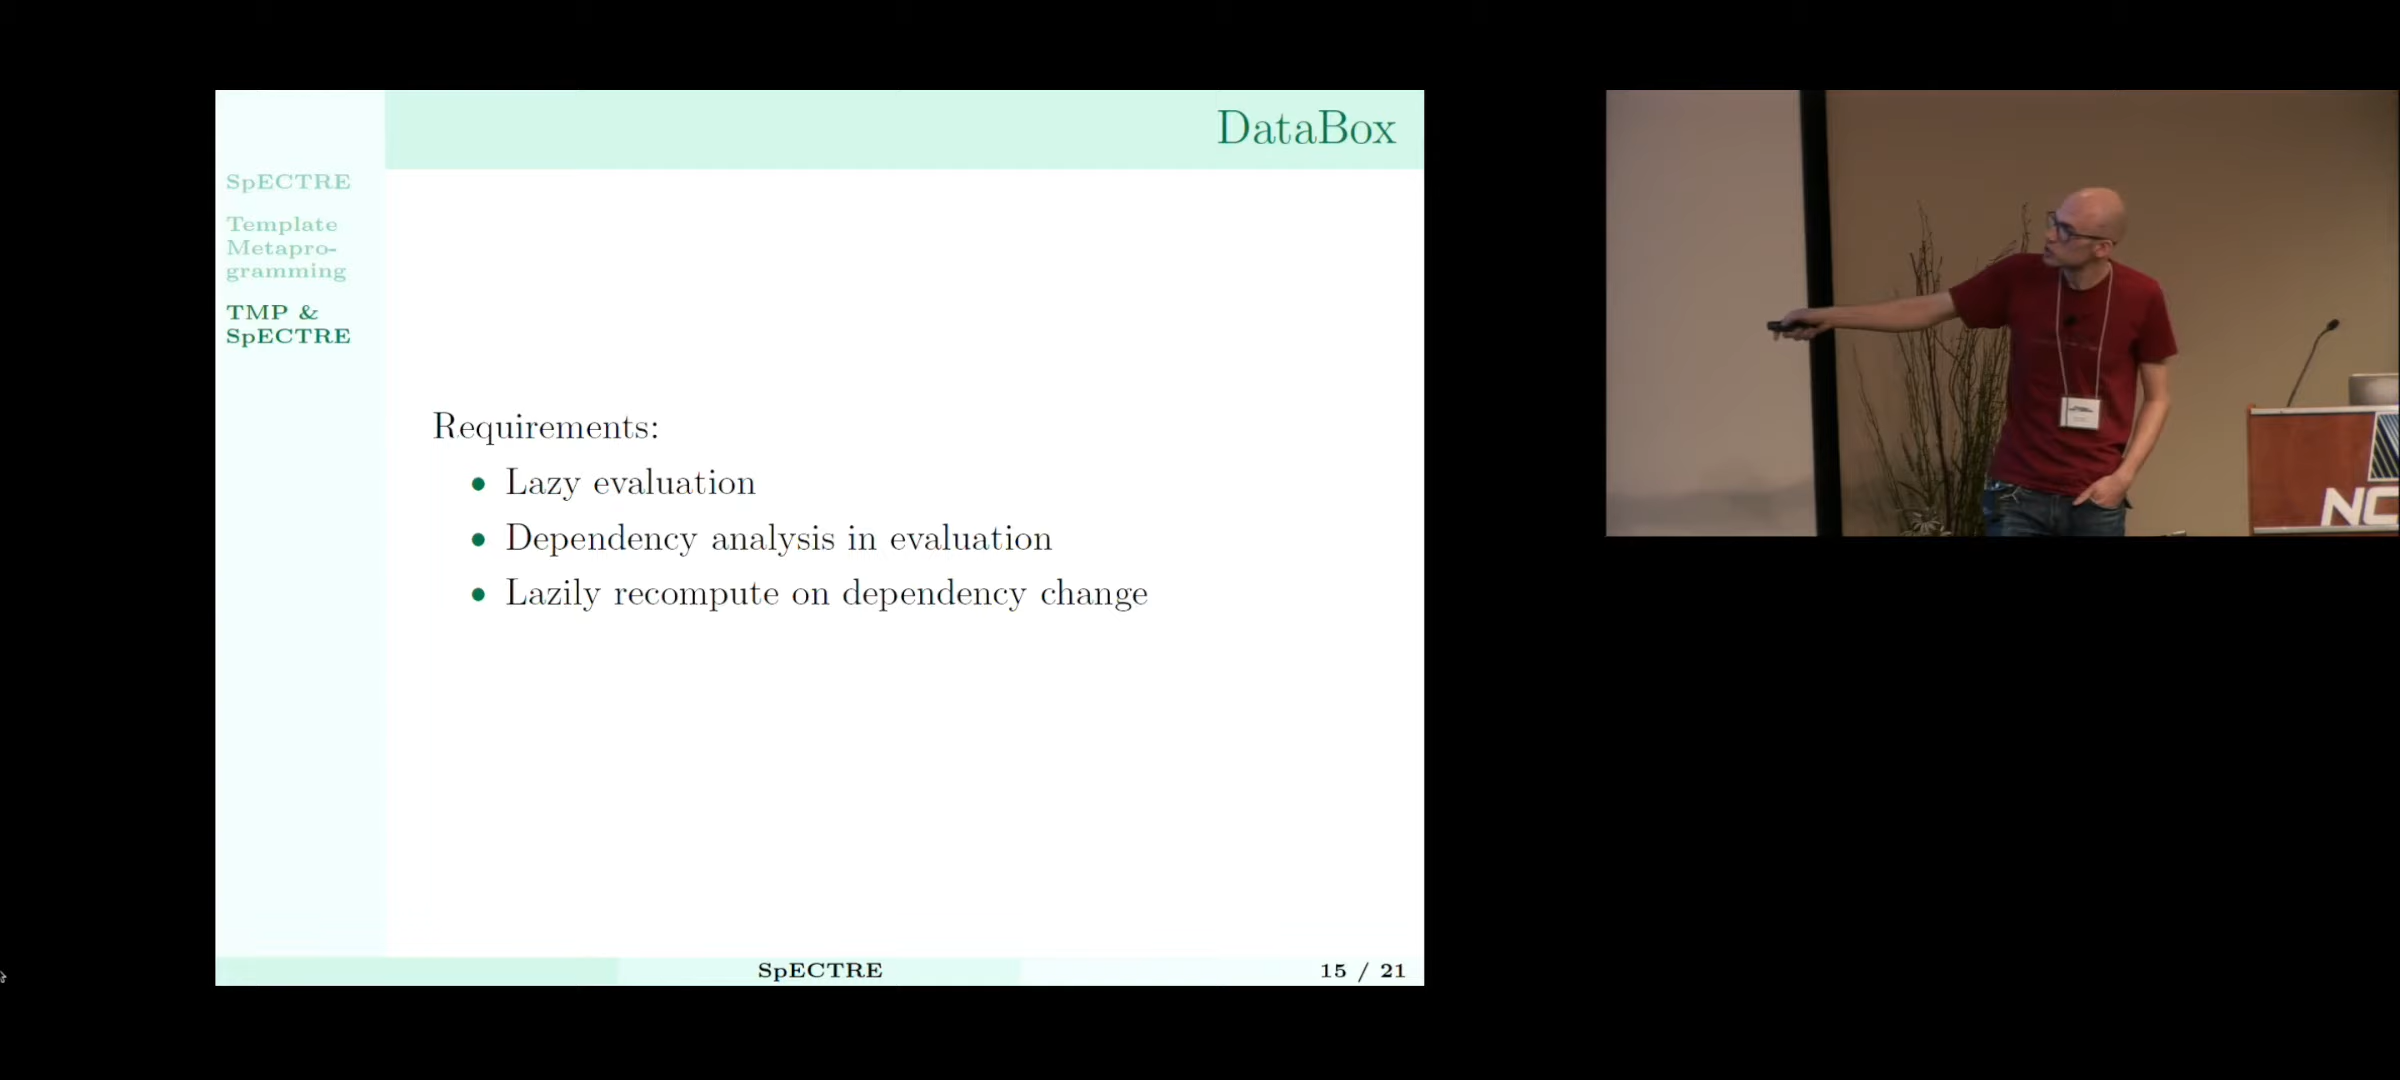 DataBox
SpECTRE
Template
Metapro-
gramming
TMP &
SpECTRE
Requirements:
• Lazy evaluation
• Dependency analysis in evaluation
• Lazily recompute on dependency change
SpECTRE
15 / 21
NC